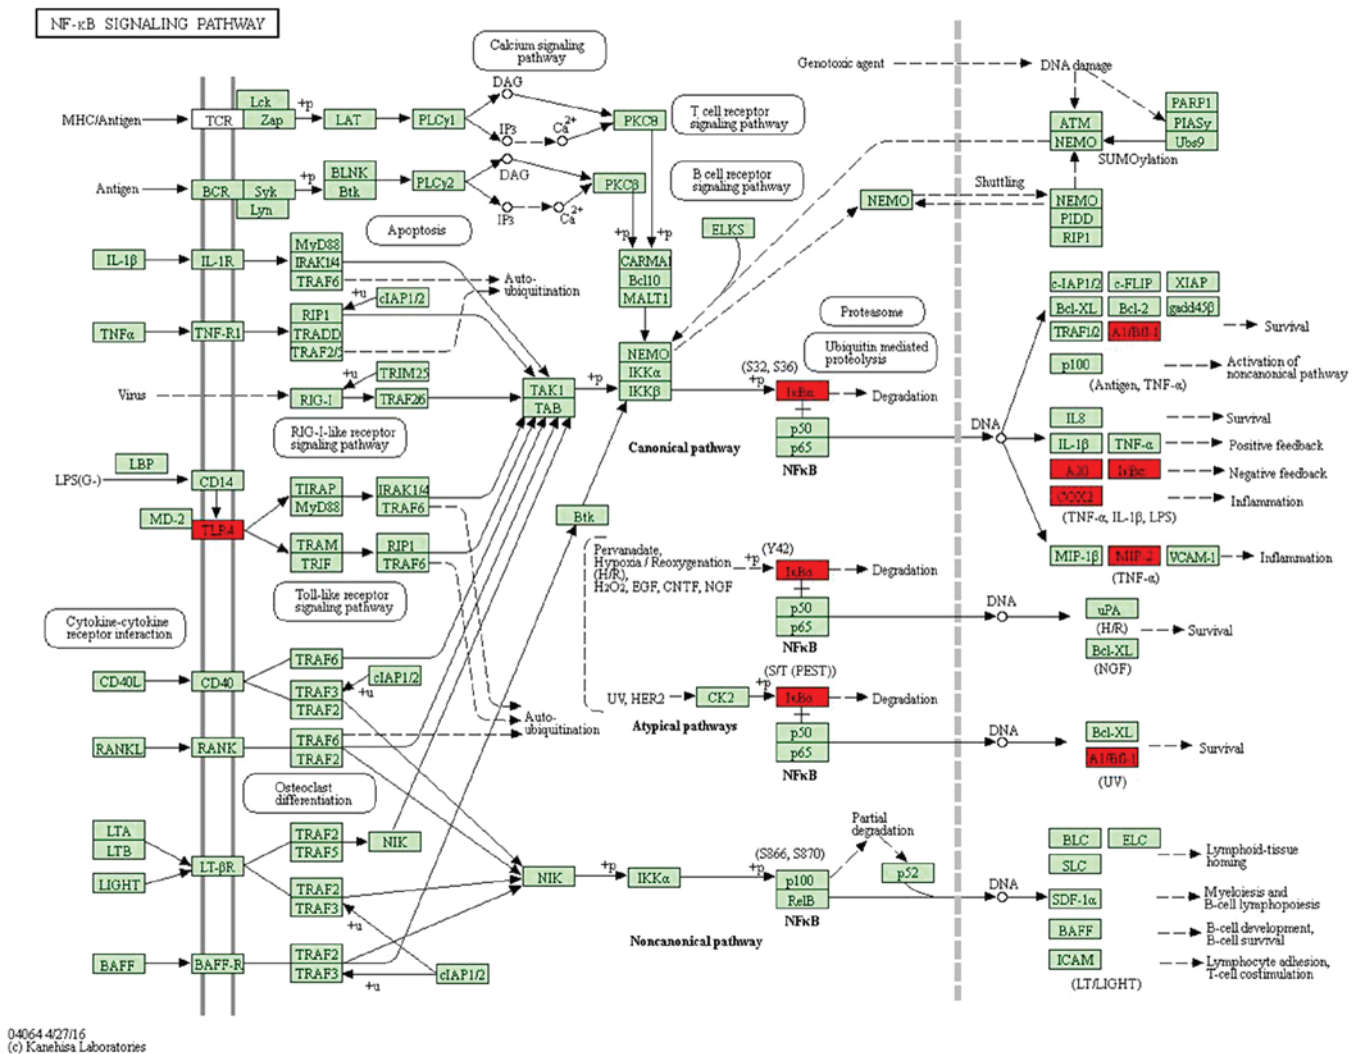 NF-κB SIGNALING PATHWAY
Calcium signaling
pathway
Genotoxic agent
DNA damage
DAG
Lck
+p
PARP1
MHC/Antigen
TCR
Zap
LAT
PLCγ1
PKCθ
T cell receptor
signaling pathway
ATM
PIASy
IP3
Ca2+
NEMO
Ubs9
SUMOylation
BLNK
+p
DAG
B cell receptor
signaling pathway
Antigen
BCR
Syk
Btk
PLCγ2
PKCβ
Shuttling
Lyn
IP3
Ca2+
NEMO
NEMO
PIDD
RIP1
Apoptosis
ELKS
+p
+p
MyD88
IL-1β
IL-1R
IRAK1/4
CARMA1
TRAF6
Auto-
ubiquitination
Bcl10
MALT1
c-IAP1/2
c-FLIP
XIAP
+u
cIAP1/2
Bcl-XL
Bcl-2
gadd45β
RIP1
Proteasome
TNFα
TNF-R1
TRADD
TRAF1/2
A1/Bfl-1
Survival
TRAF2/5
NEMO
Ubiquitin mediated
proteolysis
IKKα
IKKβ
p100
Activation of
noncanonical pathway
(Antigen, TNF-α)
+u
TRIM25
(S32, S36)
+p
+p
Virus
RIG-I
TRAF2/6
TAK1
TAB
IκBα
Degradation
RIG-I-like receptor
signaling pathway
p50
p65
NFκB
Canonical pathway
DNA
IL8
Survival
IL-1β
TNF-α
Positive feedback
A20
IκBα
Negative feedback
COX2
Inflammation
(TNF-α, IL-1β, LPS)
LBP
LPS(G-)
CD14
TIRAP
MyD88
IRAK1/4
TRAF6
MD-2
TLR4
Btk
TRAM
TRIF
RIP1
TRAF6
Pervanadate,
Hypoxia / Reoxygenation
(H/R),
H2O2, EGF, CNTF, NGF
(Y42)
+p
IκBα
Degradation
MIP-1β
MIP-2
VCAM-1
Inflammation
(TNF-α)
Toll-like receptor
signaling pathway
p50
p65
NFκB
DNA
uPA
(H/R)
Survival
Bcl-XL
(NGF)
Cytokine-cytokine
receptor interaction
TRAF6
CD40L
CD40
cIAP1/2
+u
TRAF3
TRAF2
(S/T (PEST))
+p
UV, HER2
CK2
IκBα
Degradation
Auto-
ubiquitination
Atypical pathways
p50
p65
NFκB
DNA
Bcl-XL
A1/Bfl-1
Survival
(UV)
RANKL
RANK
TRAF6
TRAF2
Osteoclast
differentiation
LTA
LTB
LIGHT
LT-βR
TRAF2
TRAF5
NIK
TRAF2
TRAF3
+u
NIK
+p
IKKα
+p
(S866, S870)
p100
RelB
NFκB
Partial
degradation
p52
DNA
BLC
ELC
SLC
Lymphoid-tissue
homing
SDF-1α
Myeloiesis and
B-cell lymphopoiesis
BAFF
B-cell development,
B-cell survival
ICAM
Lymphocyte adhesion,
T-cell costimulation
(LT/LIGHT)
Noncanonical pathway
BAFF
BAFF-R
TRAF2
TRAF3
+u
cIAP1/2
04064 4/27/16
(c) Kanehisa Laboratories